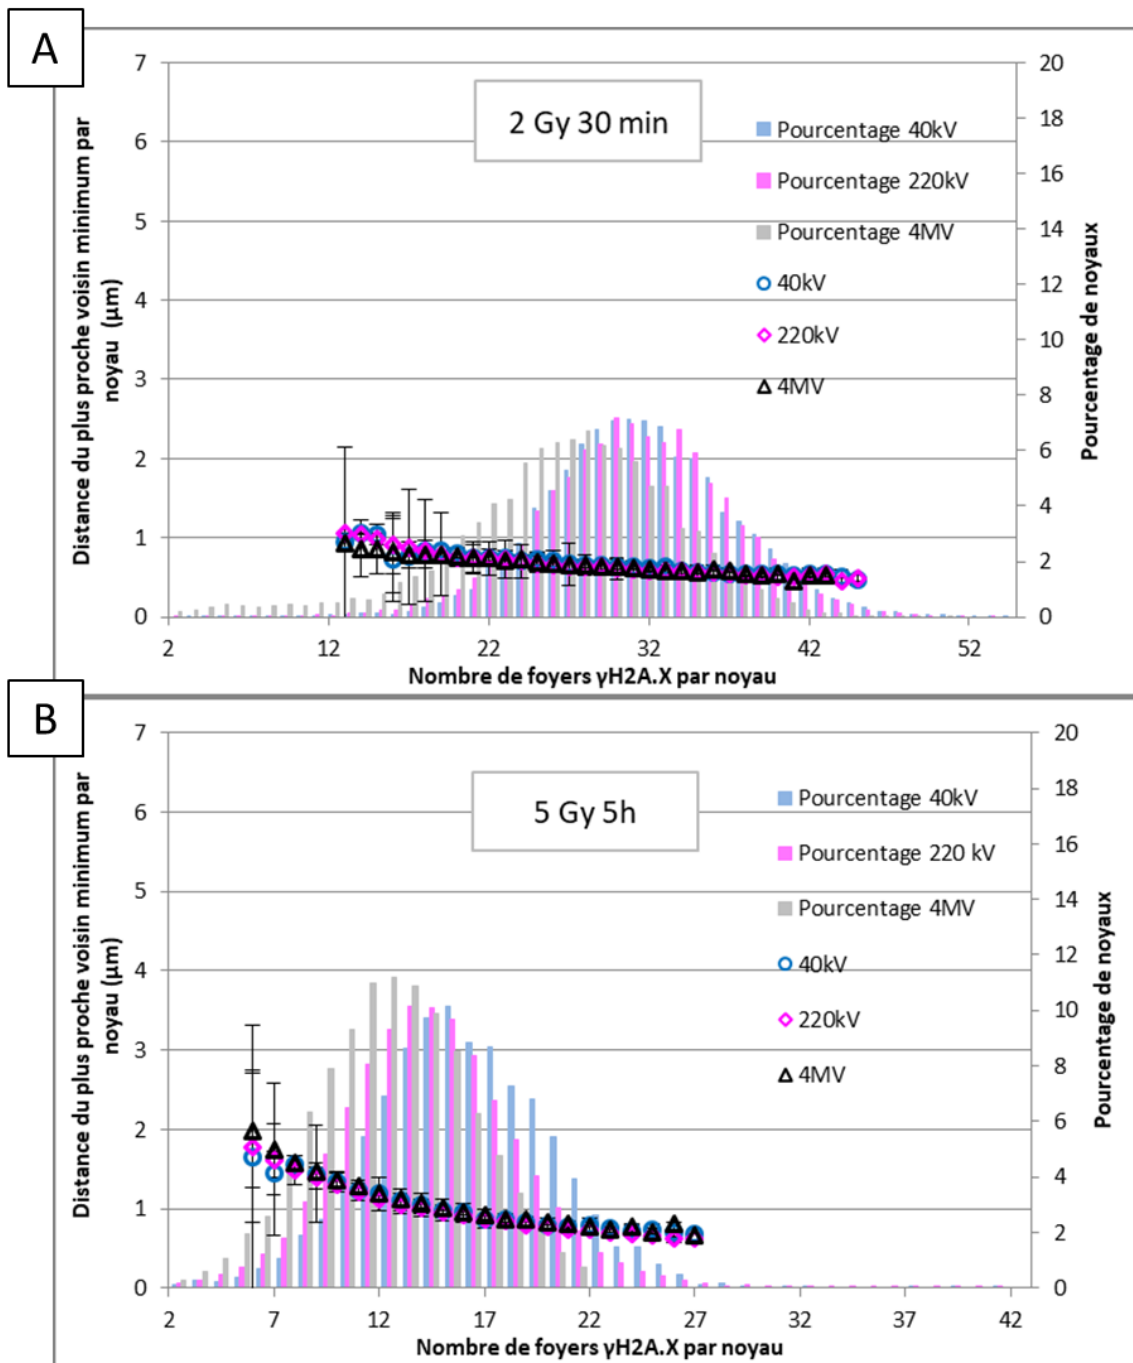 A
Distance du plus proche voisin minimum par
noyau (µm)
7
6
5
4
3
2
1
0
2 Gy 30 min
Pourcentage 40kV
Pourcentage 220kV
Pourcentage 4MV
40kV
220kV
4MV
20
18
16
14
12
10
8
6
4
2
0
Pourcentage de noyaux
2 12 22 32 42 52
Nombre de foyers γH2A.X par noyau
B
Distance du plus proche voisin minimum par
noyau (µm)
7
6
5
4
3
2
1
0
5 Gy 5h
Pourcentage 40kV
Pourcentage 220 kV
Pourcentage 4MV
40kV
220kV
4MV
20
18
16
14
12
10
8
6
4
2
0
Pourcentage de noyaux
2 7 12 17 22 27 32 37 42
Nombre de foyers γH2A.X par noyau